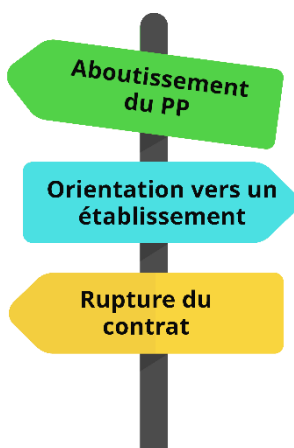 Aboutissement
du PP
Orientation vers un
établissement
Rupture du
contrat